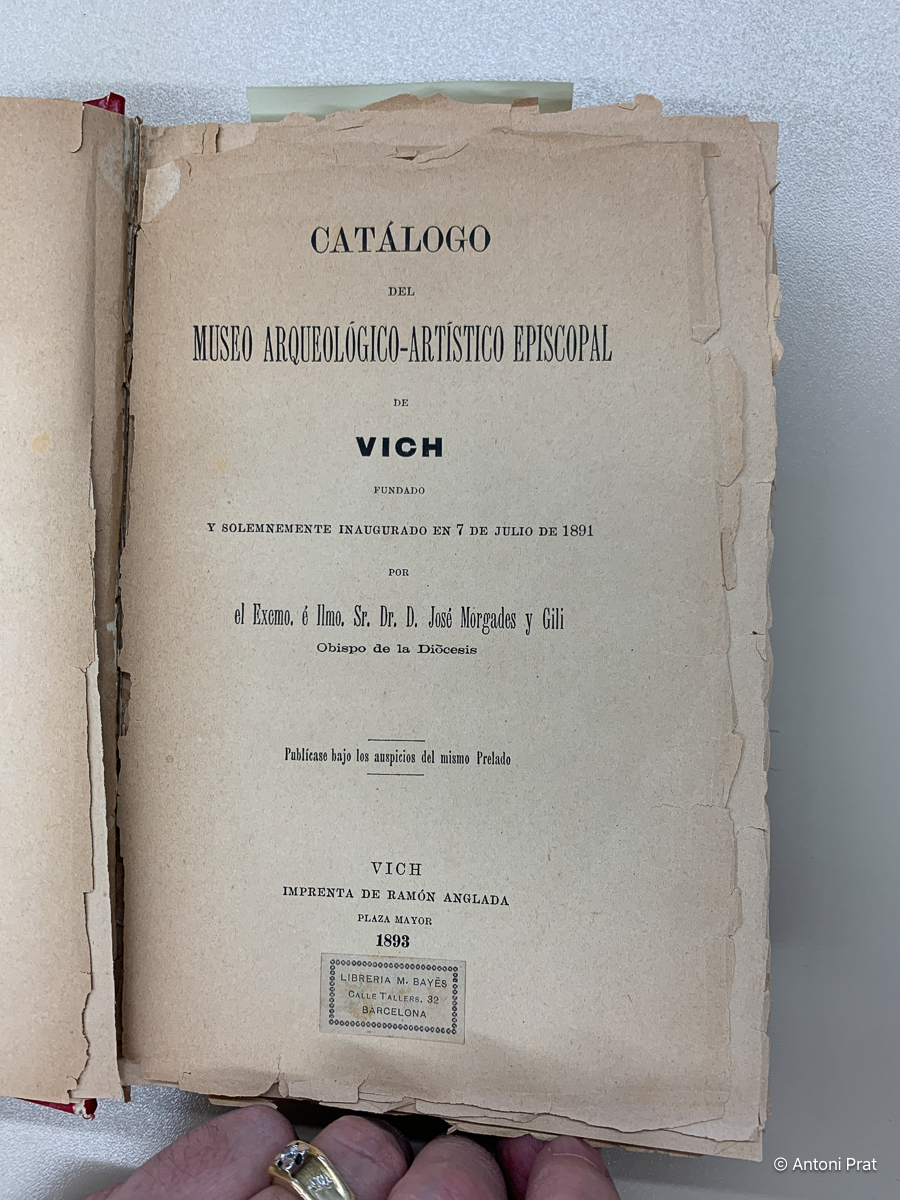 CATÁLOGO
DEL
MUSEO ARQUEOLÓGICO-ARTÍSTICO EPISCOPAL
DE
VICH
FUNDADO
Y SOLEMNEMENTE INAUGURADO EN 7 DE JULIO DE 1891
POR
el Excmo. é Ilmo. Sr. Dr. D. José Morgades y Gili
Obispo de la Diócesis
Publícase bajo los auspicios del mismo Prelado
VICH
IMPRENTA DE RAMÓN ANGLADA
PLAZA MAYOR
1893
LIBRERIA M. BAYÉS
CALLE TALLERS, 32
BARCELONA
© Antoni Prat